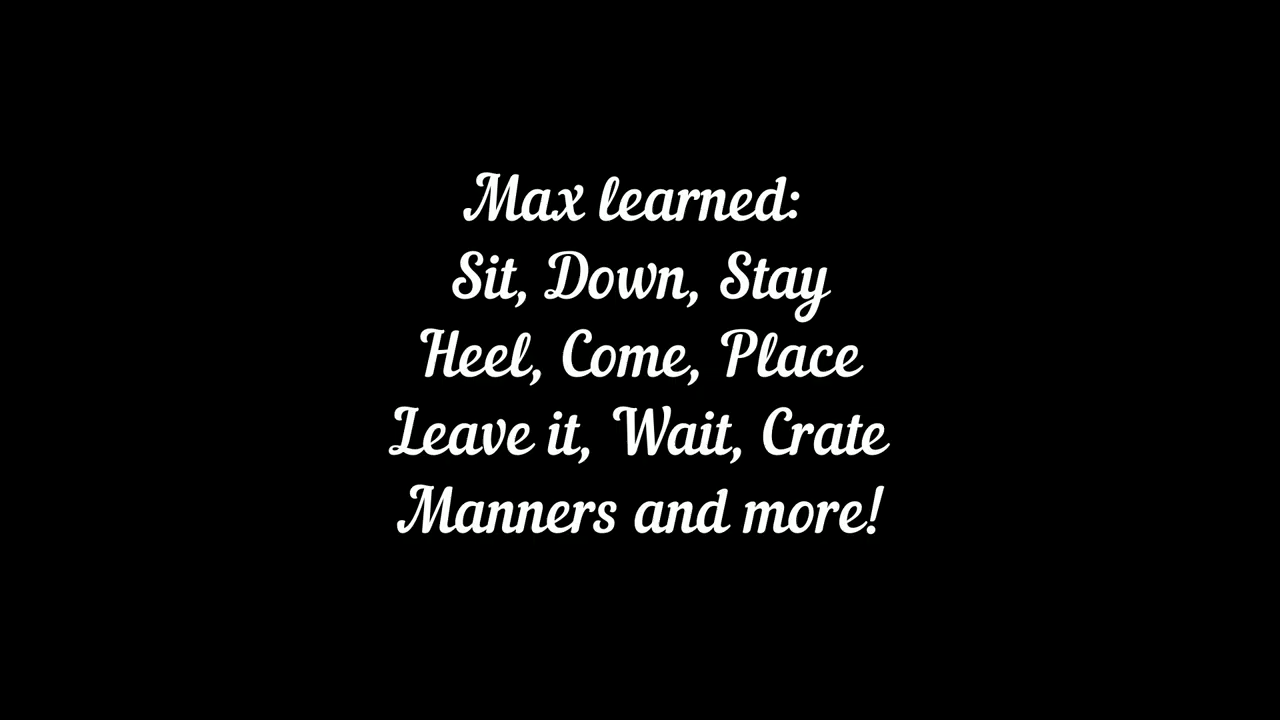 Max learned:
Sit, Down, Stay
Heel, Come, Place
Leave it, Wait, Crate
Manners and more!